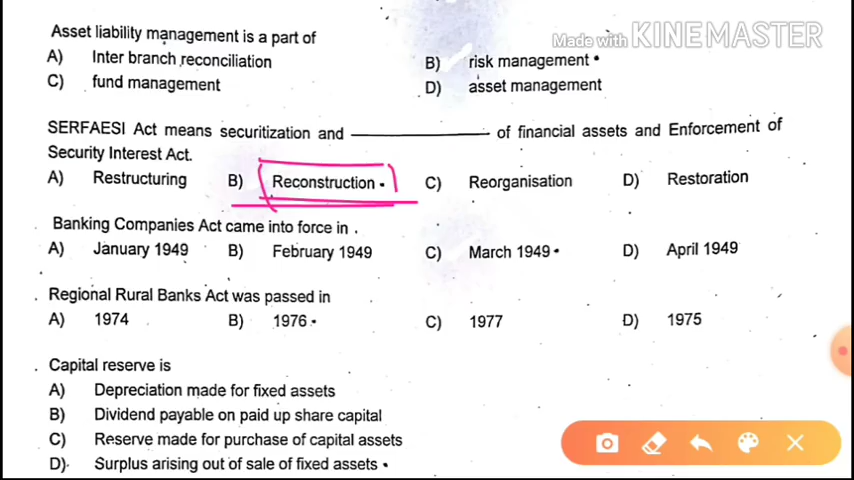 Made with KINEMASTER
Asset liability management is a part of
A) Inter branch reconciliation B) risk management
C) fund management D) asset management
SERFAESI Act means securitization and ____________ of financial assets and Enforcement of
Security Interest Act.
A) Restructuring B) Reconstruction C) Reorganisation D) Restoration
Banking Companies Act came into force in .
A) January 1949 B) February 1949 C) March 1949 D) April 1949
Regional Rural Banks Act was passed in
A) 1974 B) 1976 C) 1977 D) 1975
Capital reserve is
A) Depreciation made for fixed assets
B) Dividend payable on paid up share capital
C) Reserve made for purchase of capital assets
D) Surplus arising out of sale of fixed assets